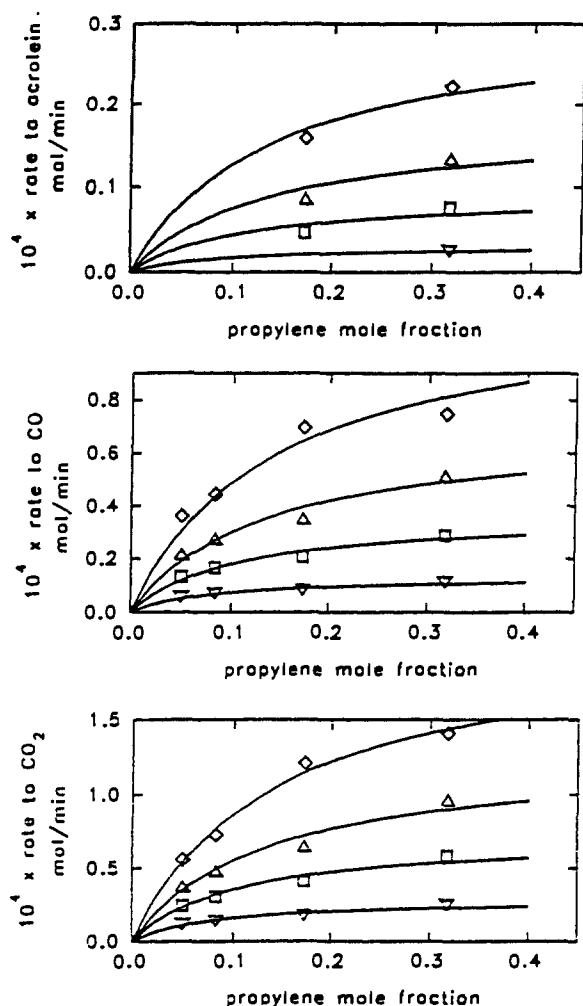 10⁴ x rate to acrolein.
mol/min
0.3
0.2
0.1
0.0
0.0 0.1 0.2 0.3 0.4
propylene mole fraction
10⁴ x rate to CO
mol/min
0.8
0.6
0.4
0.2
0.0
0.0 0.1 0.2 0.3 0.4
propylene mole fraction
10⁴ x rate to CO₂
mol/min
1.5
1.0
0.5
0.0
0.0 0.1 0.2 0.3 0.4
propylene mole fraction